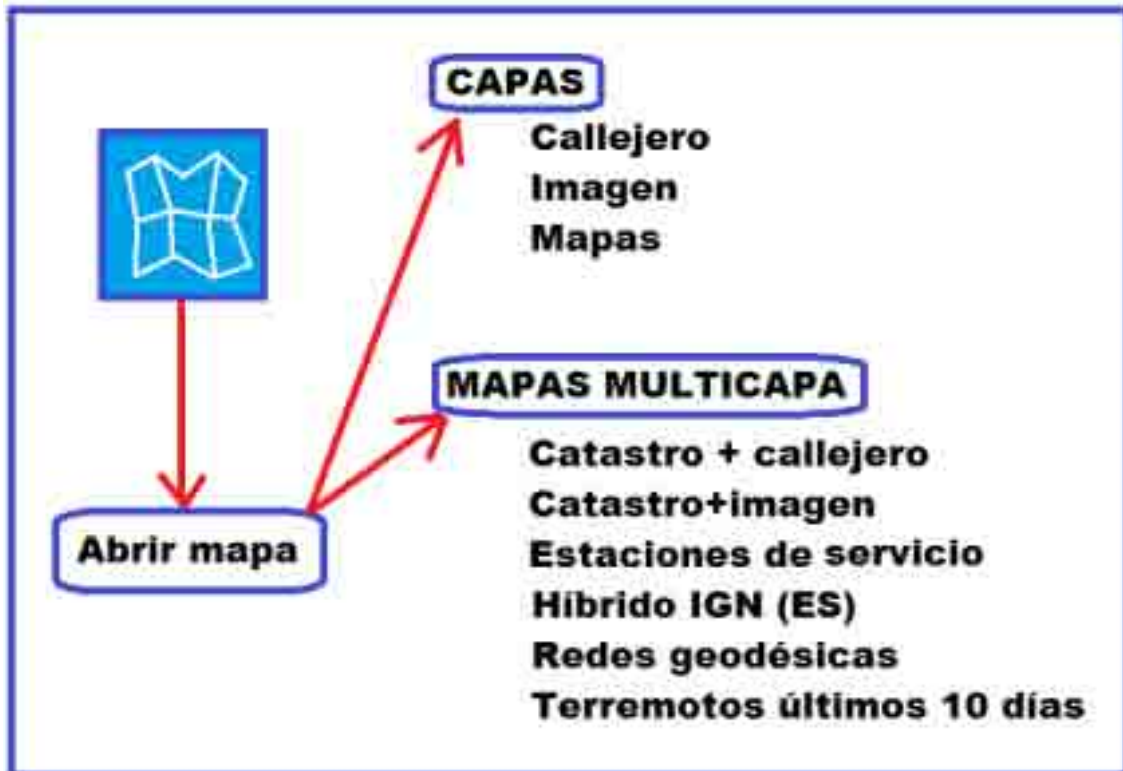 CAPAS
Callejero
Imagen
Mapas
MAPAS MULTICAPA
Catastro + callejero
Catastro+imagen
Estaciones de servicio
Híbrido IGN (ES)
Redes geodésicas
Terremotos últimos 10 días
Abrir mapa